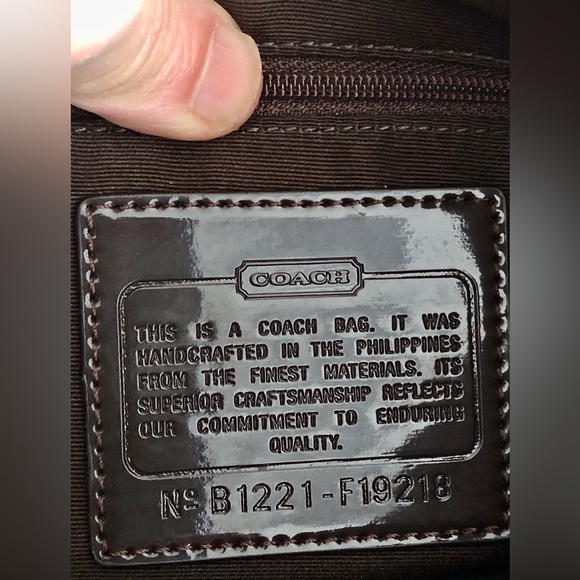 COACH
THIS IS A COACH BAG. IT WAS
HANDCRAFTED IN THE PHILIPPINES
FROM THE FINEST MATERIALS. ITS
SUPERIOR CRAFTSMANSHIP REFLECTS
OUR COMMITMENT TO ENDURING
QUALITY.
Nº B1221-F19218